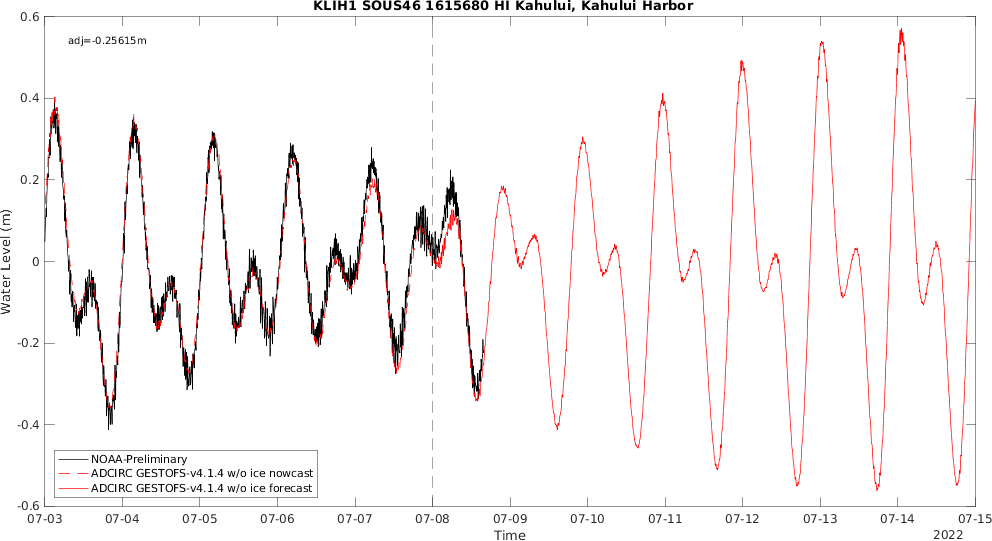 KLIH1 SOUS46 1615680 HI Kahului, Kahului Harbor
adj=-0.25615m
0.6
0.4
0.2
0
-0.2
-0.4
-0.6
Water Level (m)
NOAA-Preliminary
ADCIRC GESTOFS-v4.1.4 w/o ice nowcast
ADCIRC GESTOFS-v4.1.4 w/o ice forecast
07-03 07-04 07-05 07-06 07-07 07-08 07-09 07-10 07-11 07-12 07-13 07-14 07-15
Time
2022